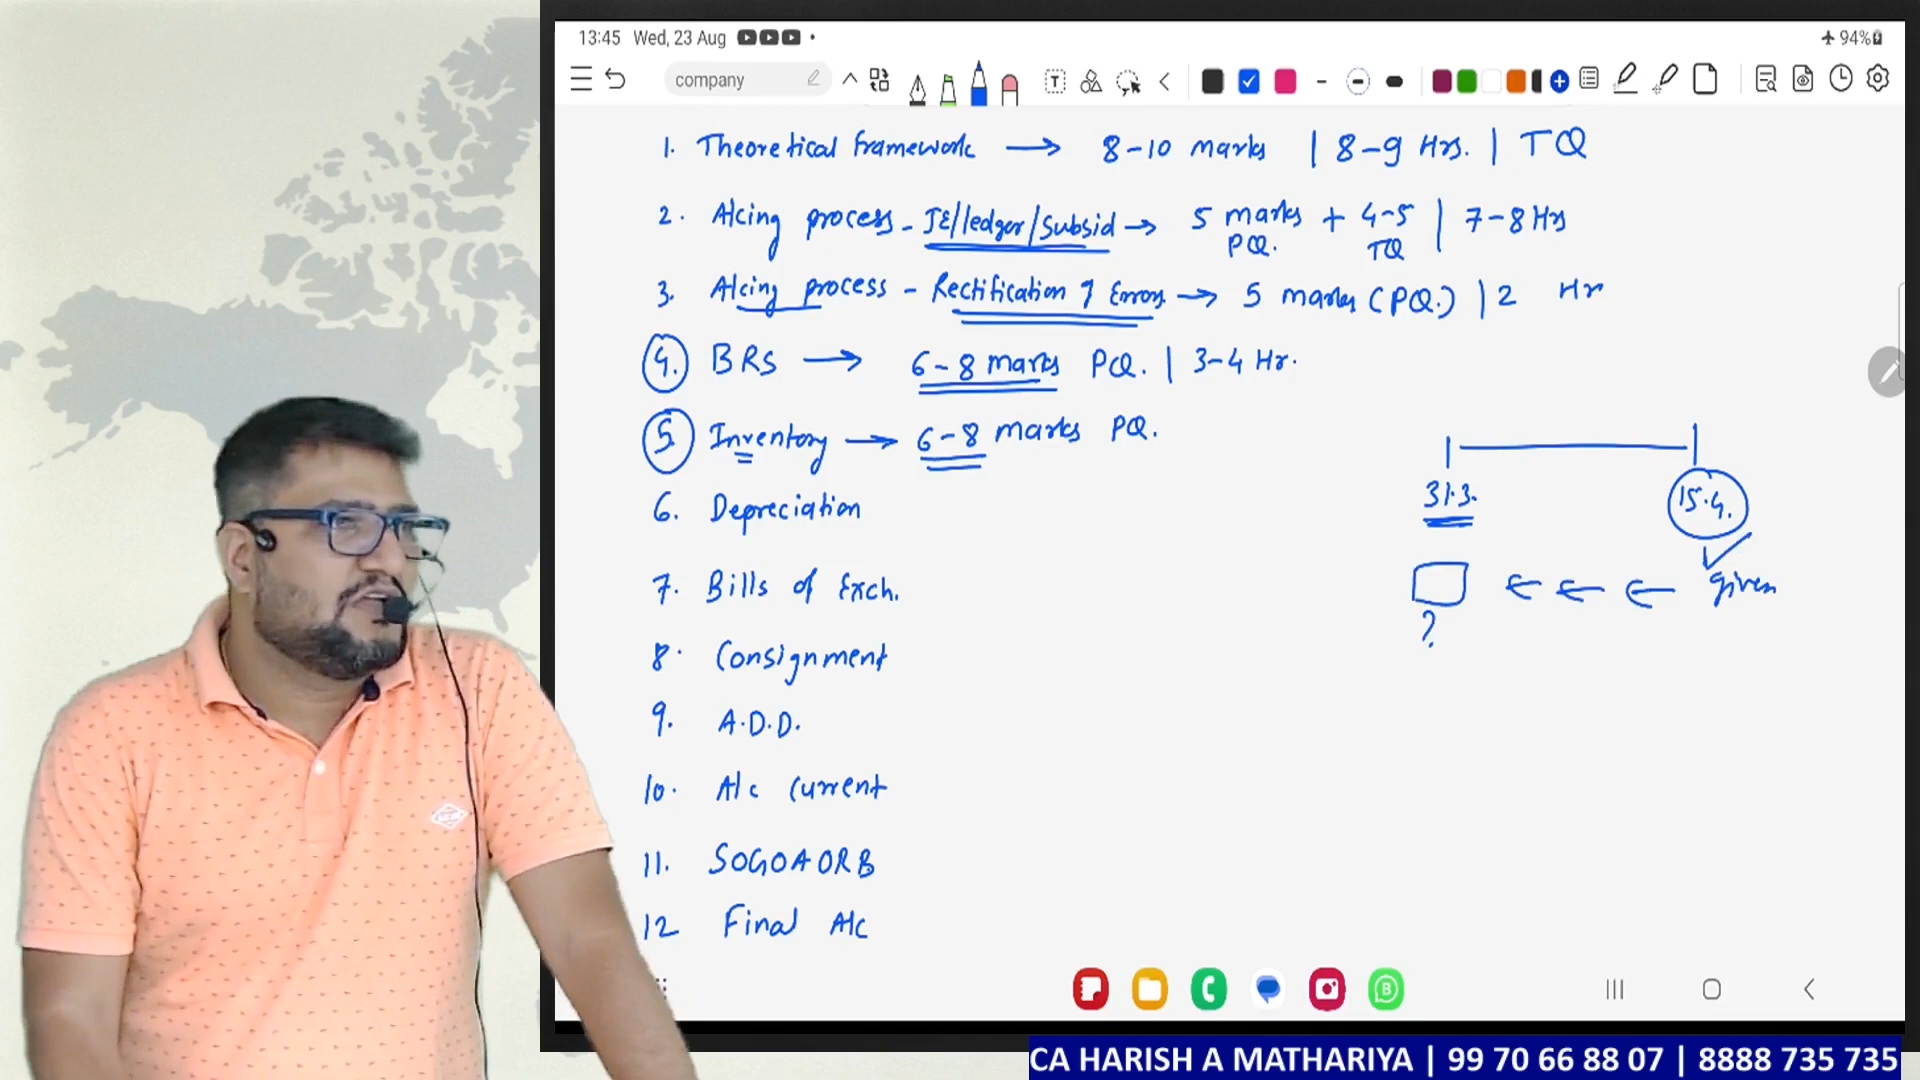 13:45 Wed, 23 Aug
94%
company
T
1. Theoretical framework → 8-10 marks | 8-9 Hrs. | TQ
2. A/cing process - JE/ledger/Subsid → 5 marks PQ. + 4-5 TQ | 7-8 Hrs
3. A/cing process - Rectification of Errors → 5 marks (PQ.) | 2 Hr
4. BRS → 6-8 marks PQ. | 3-4 Hr.
5. Inventory → 6-8 marks PQ.
31.3. 15.4.
6. Depreciation
7. Bills of Exch.
← ← ← given
?
8. Consignment
9. A.D.D.
10. A/c Current
11. SOGOAORB
12 Final A/c
CA HARISH A MATHARIYA | 99 70 66 88 07 | 8888 735 735